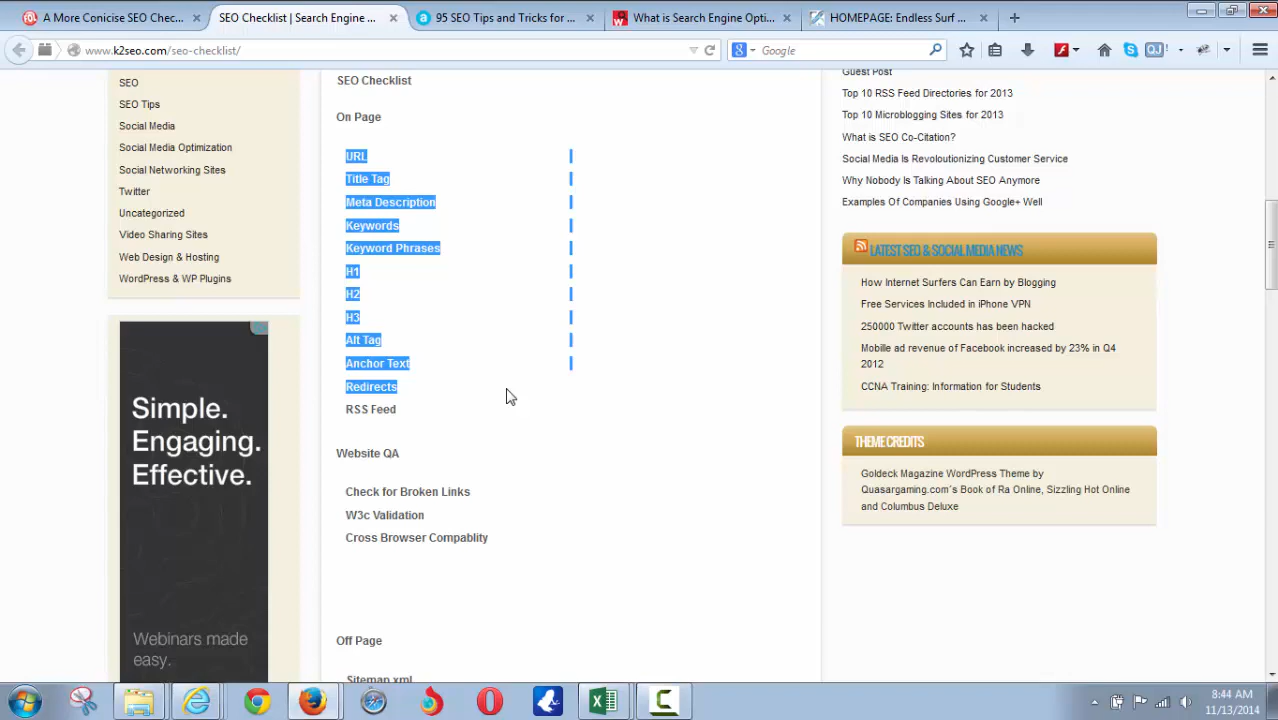 A More Conicise SEO Chec...
SEO Checklist | Search Engine ...
95 SEO Tips and Tricks for ...
What is Search Engine Opti...
HOMEPAGE: Endless Surf ...
www.k2seo.com/seo-checklist/
Google
SEO
SEO Tips
Social Media
Social Media Optimization
Social Networking Sites
Twitter
Uncategorized
Video Sharing Sites
Web Design & Hosting
WordPress & WP Plugins
Simple.
Engaging.
Effective.
Webinars made
easy.
SEO Checklist
On Page
URL
Title Tag
Meta Description
Keywords
Keyword Phrases
H1
H2
H3
Alt Tag
Anchor Text
Redirects
RSS Feed
Website QA
Check for Broken Links
W3c Validation
Cross Browser Compablity
Off Page
Sitemap xml
Guest Post
Top 10 RSS Feed Directories for 2013
Top 10 Microblogging Sites for 2013
What is SEO Co-Citation?
Social Media Is Revoloutionizing Customer Service
Why Nobody Is Talking About SEO Anymore
Examples Of Companies Using Google+ Well
LATEST SEO & SOCIAL MEDIA NEWS
How Internet Surfers Can Earn by Blogging
Free Services Included in iPhone VPN
250000 Twitter accounts has been hacked
Mobille ad revenue of Facebook increased by 23% in Q4
2012
CCNA Training: Information for Students
THEME CREDITS
Goldeck Magazine WordPress Theme by
Quasargaming.com's Book of Ra Online, Sizzling Hot Online
and Columbus Deluxe
8:44 AM
11/13/2014